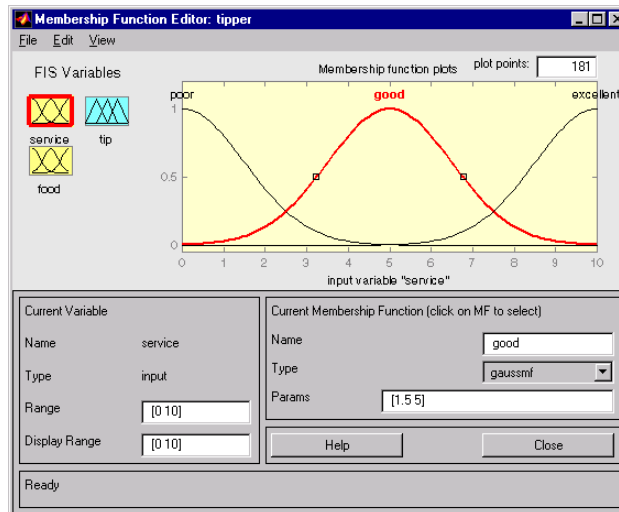 Membership Function Editor: tipper
File Edit View
FIS Variables
service
tip
food
Membership function plots
plot points:
181
poor
good
excellent
1
0.5
0
0 1 2 3 4 5 6 7 8 9 10
input variable "service"
Current Variable
Name service
Type input
Range [0 10]
Display Range [0 10]
Current Membership Function (click on MF to select)
Name good
Type gaussmf
Params [1.5 5]
Help
Close
Ready